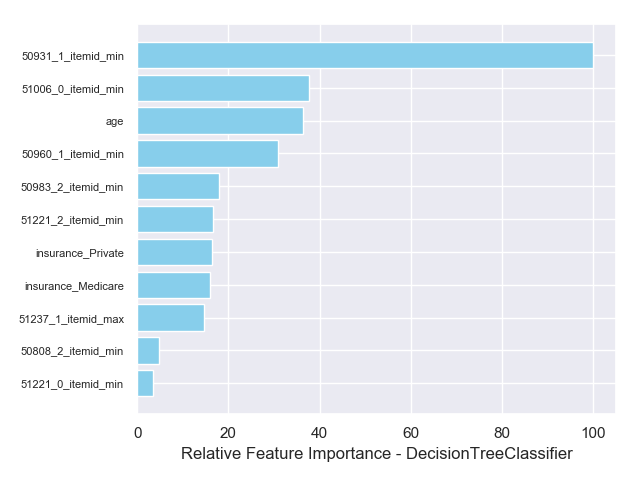 50931_1_itemid_min
51006_0_itemid_min
age
50960_1_itemid_min
50983_2_itemid_min
51221_2_itemid_min
insurance_Private
insurance_Medicare
51237_1_itemid_max
50808_2_itemid_min
51221_0_itemid_min
0 20 40 60 80 100
Relative Feature Importance - DecisionTreeClassifier